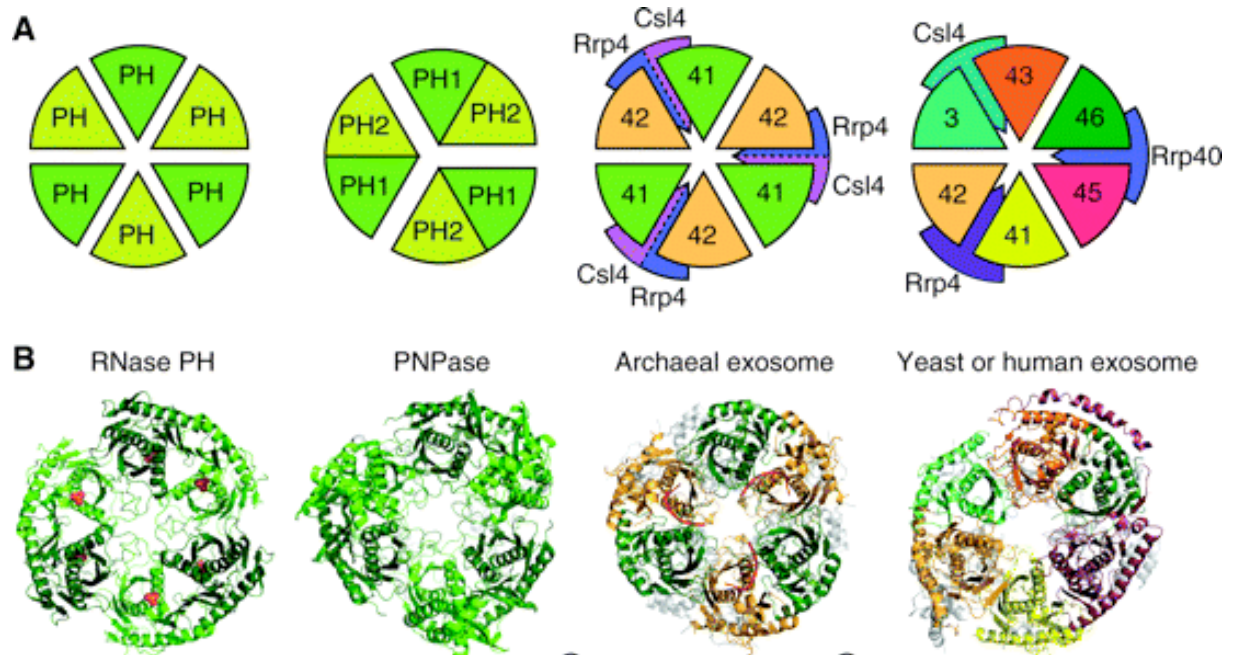 A
PH
PH
PH
PH
PH
PH
PH1
PH2
PH2
PH1
PH1
PH2
Csl4
Rrp4
41
42
42
Rrp4
41
41
Csl4
42
Csl4
Rrp4
Csl4
43
3
46
Rrp40
42
45
41
Rrp4
B
RNase PH
PNPase
Archaeal exosome
Yeast or human exosome